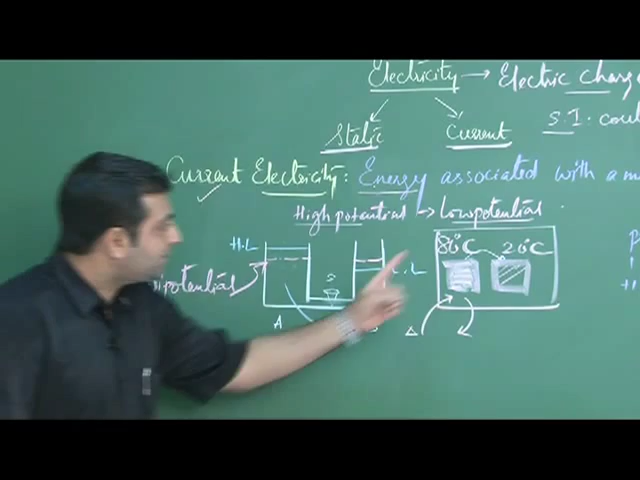 Electricity → Electric Charge
Static Current S.I. coul
Current Electricity : Energy associated with a m
High potential → Low potential
H.L 80°C 20°C
L
potential S
A B Δ